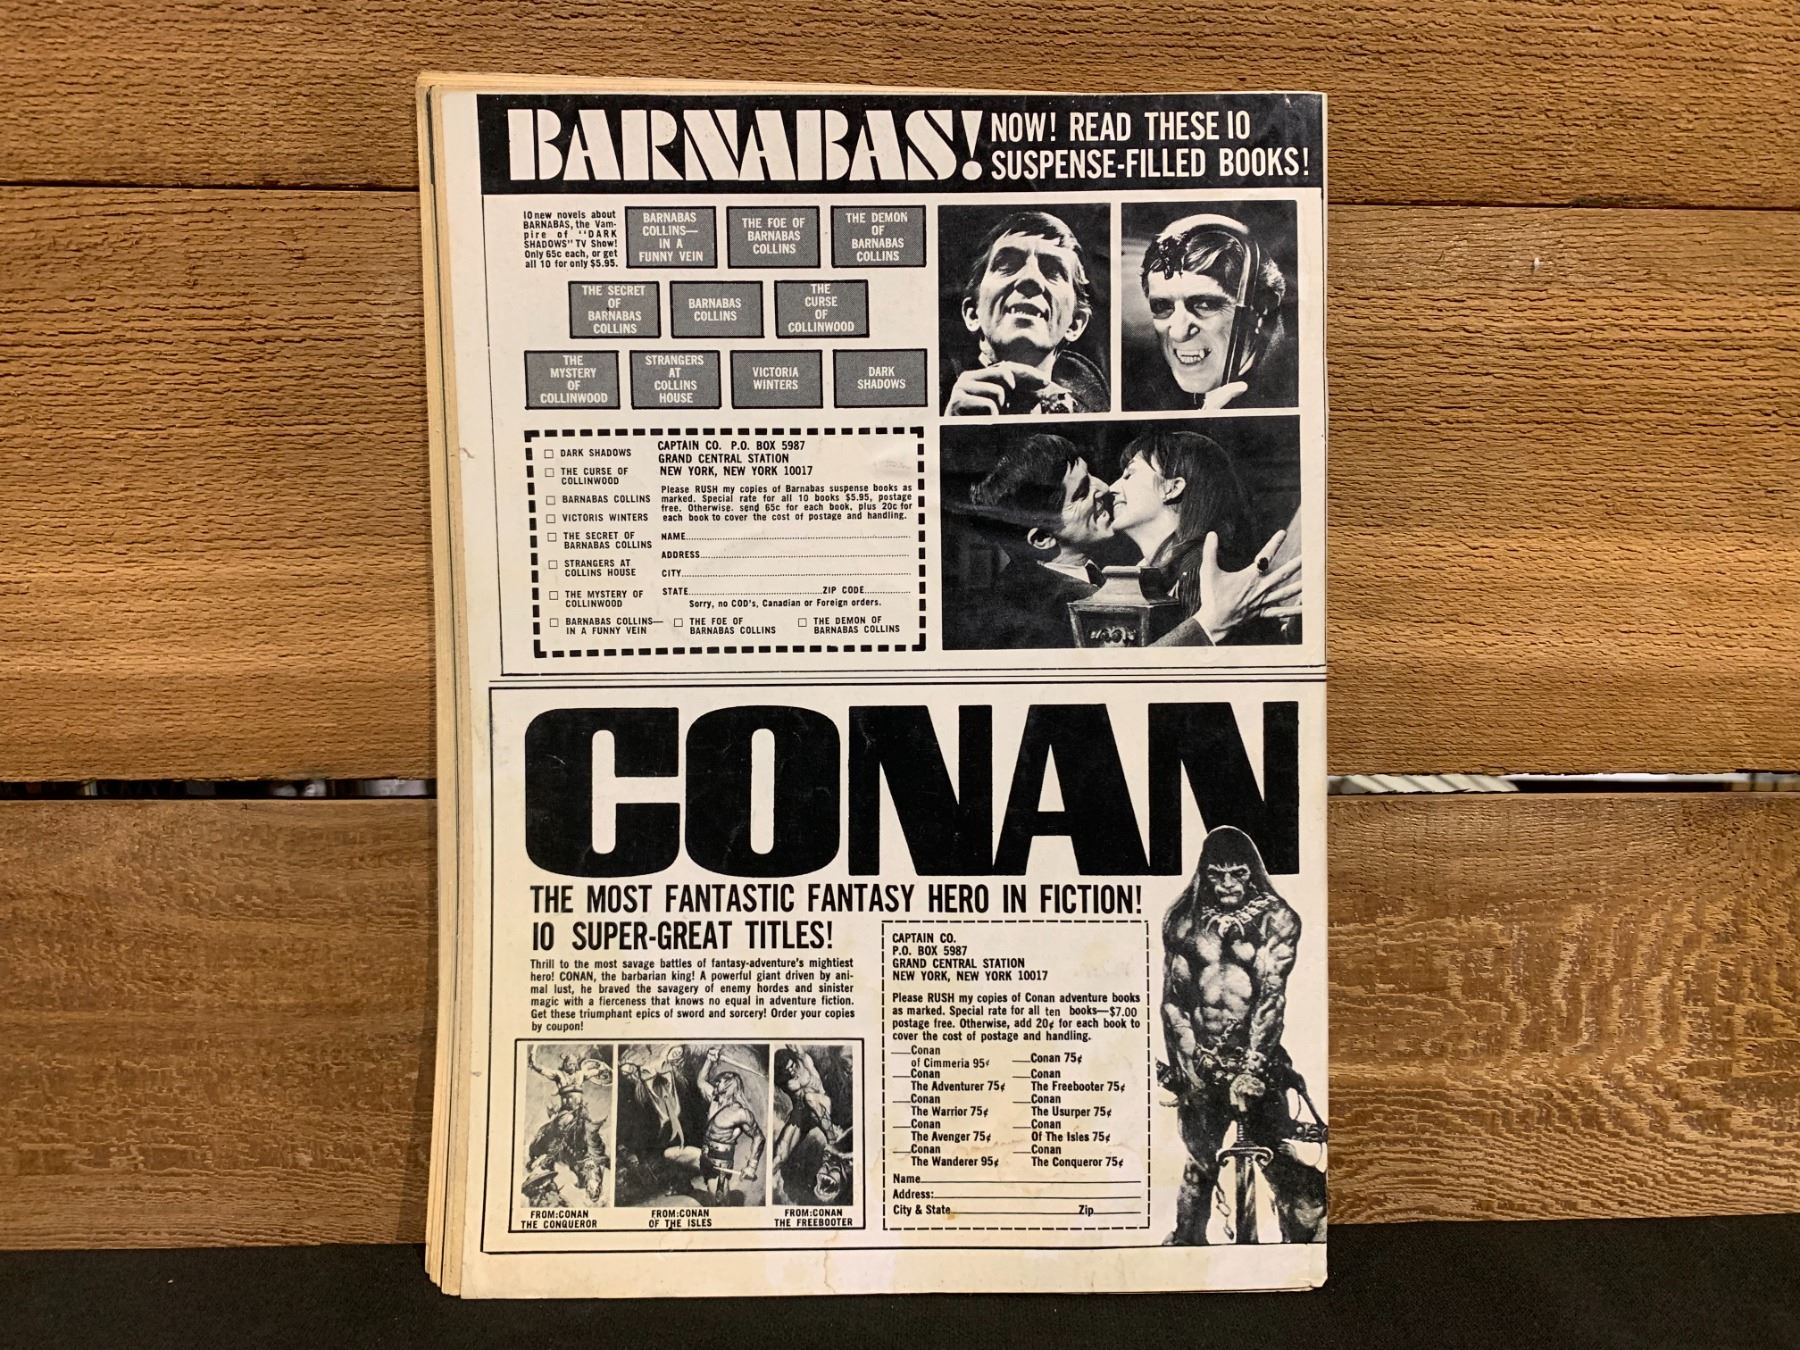 BARNABAS!
NOW! READ THESE 10
SUSPENSE-FILLED BOOKS!
10 new novels about
BARNABAS, the Vam-
pire of "DARK
SHADOWS" TV Show!
Only 65c each, or get
all 10 for only $5.95.
BARNABAS
COLLINS—
IN A
FUNNY VEIN
THE FOE OF
BARNABAS
COLLINS
THE DEMON
OF
BARNABAS
COLLINS
THE SECRET
OF
BARNABAS
COLLINS
BARNABAS
COLLINS
THE
CURSE
OF
COLLINWOOD
THE
MYSTERY
OF
COLLINWOOD
STRANGERS
AT
COLLINS
HOUSE
VICTORIA
WINTERS
DARK
SHADOWS
DARK SHADOWS
THE CURSE OF
COLLINWOOD
BARNABAS COLLINS
VICTORIS WINTERS
THE SECRET OF
BARNABAS COLLINS
STRANGERS AT
COLLINS HOUSE
THE MYSTERY OF
COLLINWOOD
BARNABAS COLLINS—
IN A FUNNY VEIN
THE FOE OF
BARNABAS COLLINS
THE DEMON OF
BARNABAS COLLINS
CAPTAIN CO. P.O. BOX 5987
GRAND CENTRAL STATION
NEW YORK, NEW YORK 10017
Please RUSH my copies of Barnabas suspense books as
marked. Special rate for all 10 books $5.95, postage
free. Otherwise. send 65c for each book, plus 20c for
each book to cover the cost of postage and handling.
NAME
ADDRESS
CITY
STATE ZIP CODE
Sorry, no COD's, Canadian or Foreign orders.
CONAN
THE MOST FANTASTIC FANTASY HERO IN FICTION!
10 SUPER-GREAT TITLES!
Thrill to the most savage battles of fantasy-adventure's mightiest
hero! CONAN, the barbarian king! A powerful giant driven by ani-
mal lust, he braved the savagery of enemy hordes and sinister
magic with a fierceness that knows no equal in adventure fiction.
Get these triumphant epics of sword and sorcery! Order your copies
by coupon!
FROM:CONAN
THE CONQUEROR
FROM:CONAN
OF THE ISLES
FROM:CONAN
THE FREEBOOTER
CAPTAIN CO.
P.O. BOX 5987
GRAND CENTRAL STATION
NEW YORK, NEW YORK 10017
Please RUSH my copies of Conan adventure books
as marked. Special rate for all ten books—$7.00
postage free. Otherwise, add 20¢ for each book to
cover the cost of postage and handling.
Conan
of Cimmeria 95¢
Conan 75¢
Conan
The Adventurer 75¢
Conan
The Freebooter 75¢
Conan
The Warrior 75¢
Conan
The Usurper 75¢
Conan
The Avenger 75¢
Conan
Of The Isles 75¢
Conan
The Wanderer 95¢
Conan
The Conqueror 75¢
Name
Address:
City & State Zip